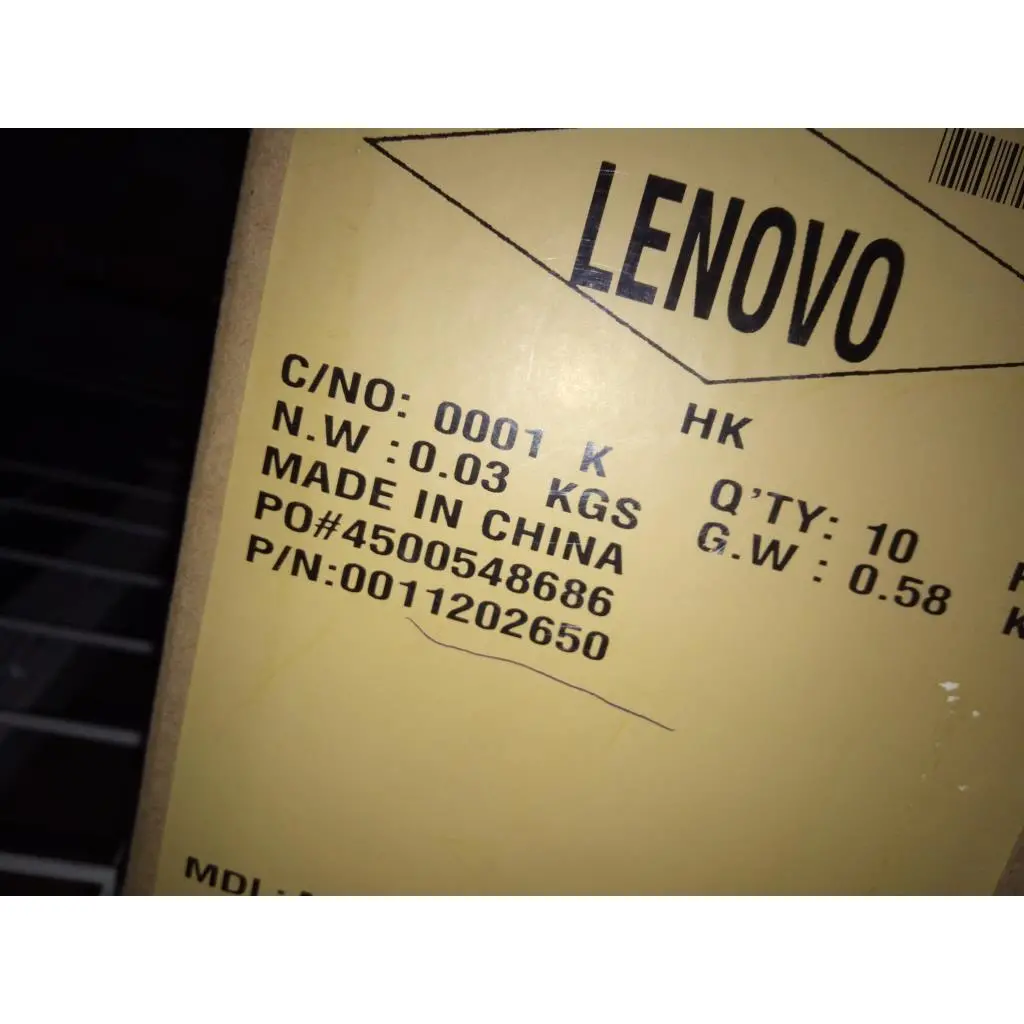 LENOVO
HK
C/NO: 0001 K
Q'TY: 10
N.W :0.03 KGS
G.W : 0.58
MADE IN CHINA
PO#4500548686
P/N:0011202650